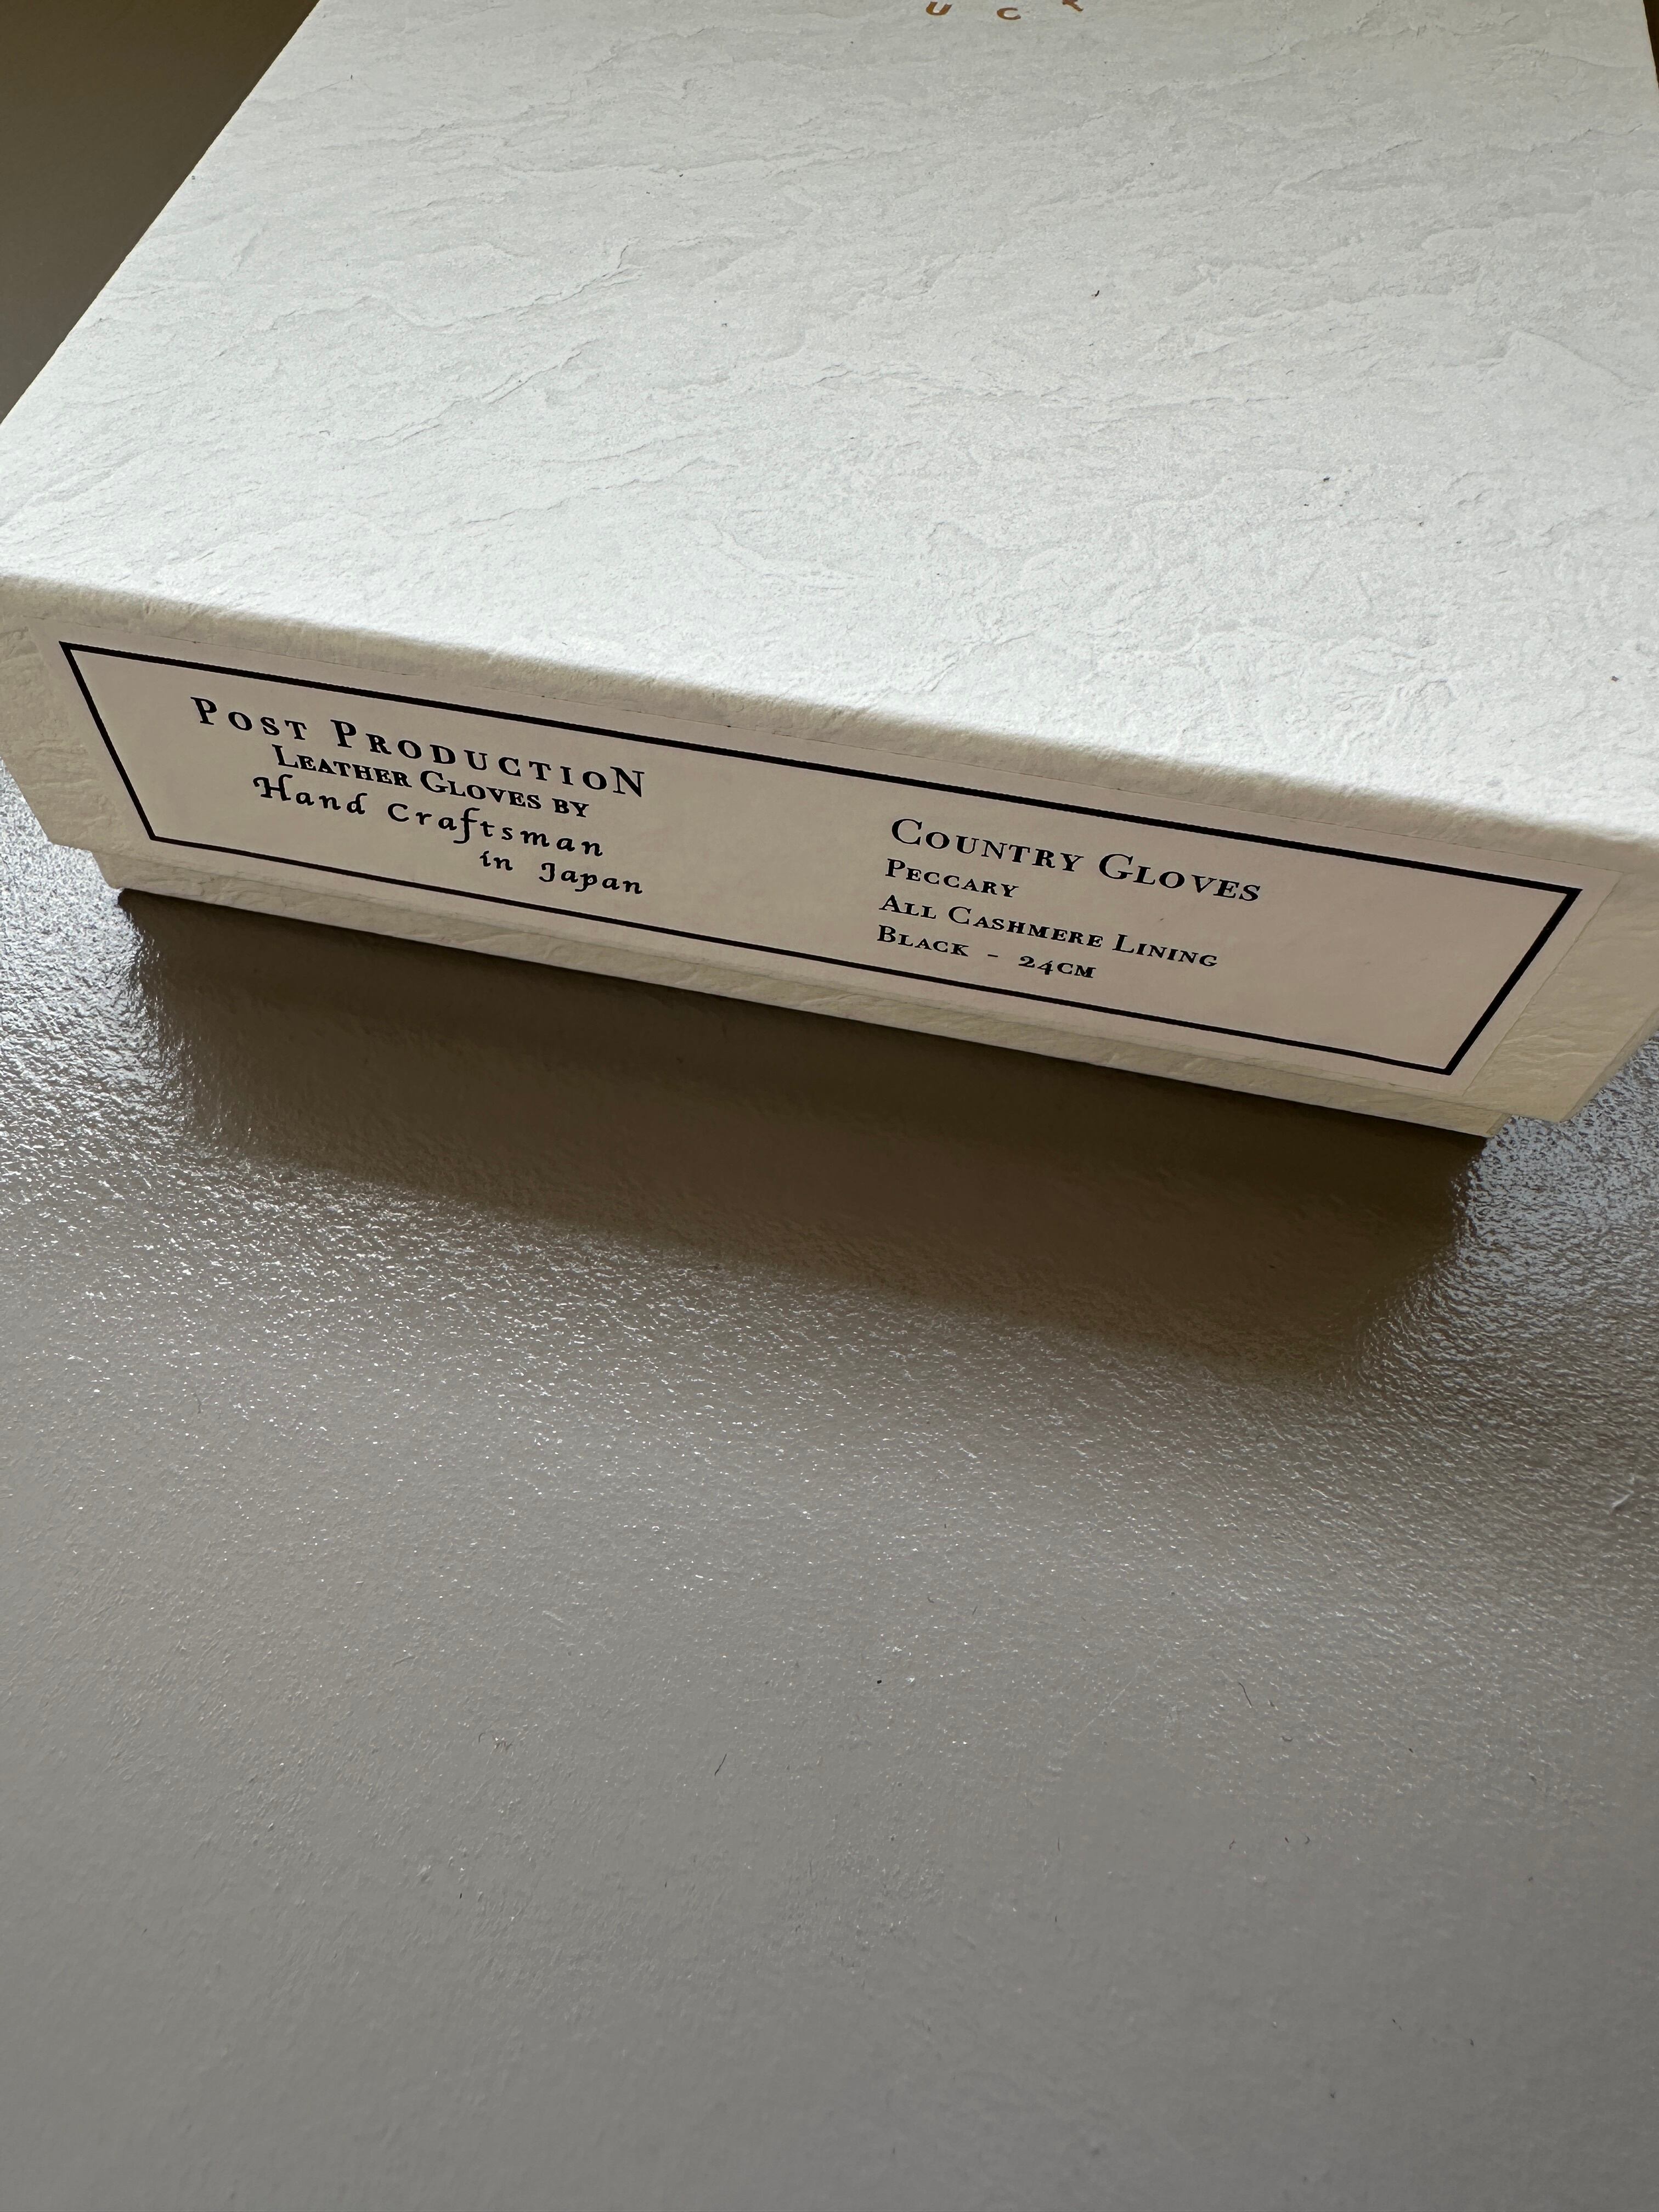 POST PRODUCTION
LEATHER GLOVES BY
Hand Craftsman
in Japan
COUNTRY GLOVES
PECCARY
ALL CASHMERE LINING
BLACK - 24CM